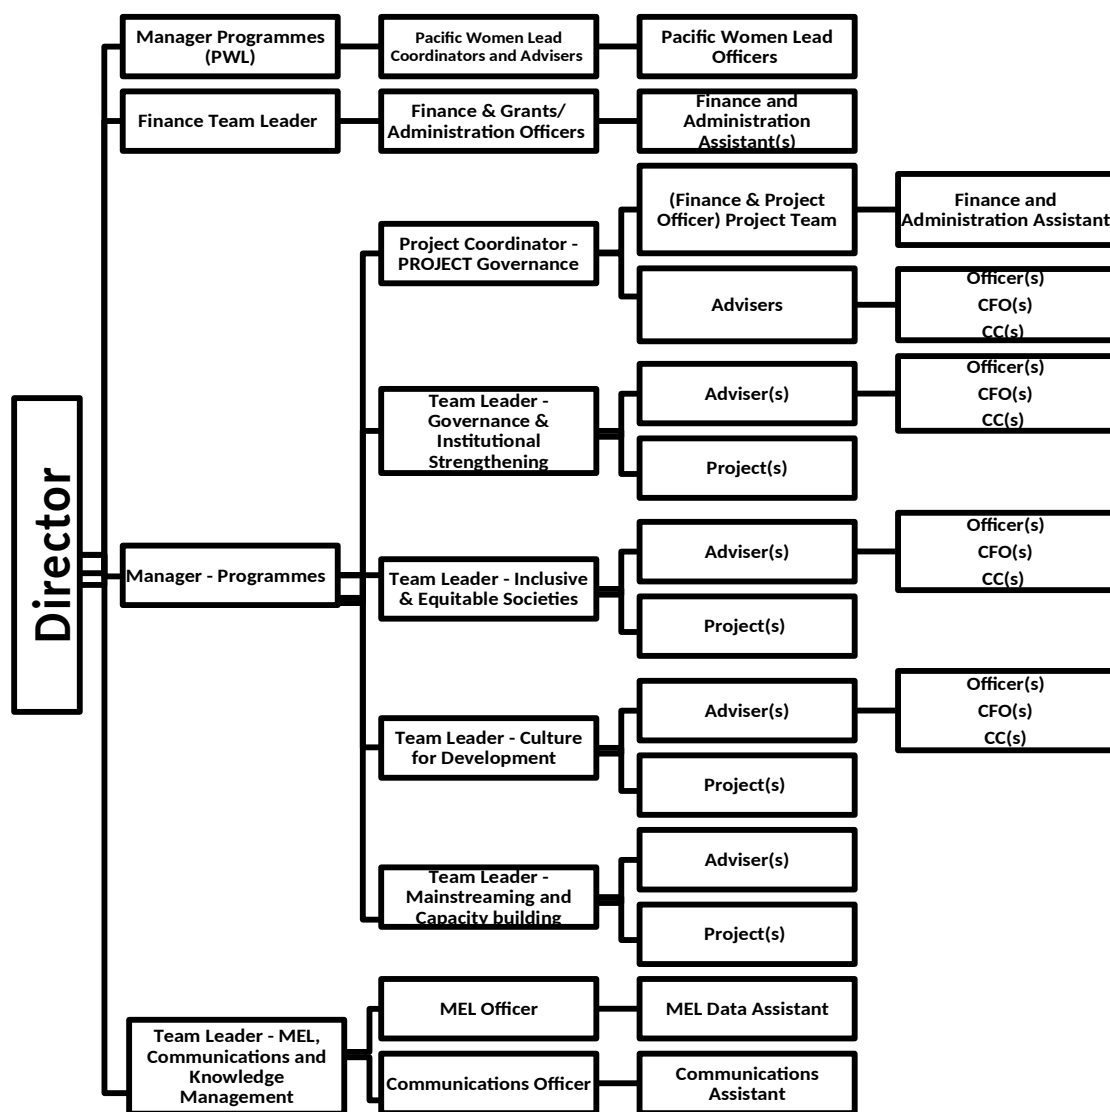 Director
Manager Programmes
(PWL)
Pacific Women Lead
Coordinators and Advisers
Pacific Women Lead
Officers
Finance Team Leader
Finance & Grants/
Administration Officers
Finance and
Administration
Assistant(s)
Manager - Programmes
Project Coordinator -
PROJECT Governance
(Finance & Project
Officer) Project Team
Finance and
Administration Assistant
Advisers
Officer(s)
CFO(s)
CC(s)
Team Leader -
Governance &
Institutional
Strengthening
Adviser(s)
Officer(s)
CFO(s)
CC(s)
Project(s)
Team Leader - Inclusive
& Equitable Societies
Adviser(s)
Officer(s)
CFO(s)
CC(s)
Project(s)
Team Leader - Culture
for Development
Adviser(s)
Officer(s)
CFO(s)
CC(s)
Project(s)
Team Leader -
Mainstreaming and
Capacity building
Adviser(s)
Project(s)
Team Leader - MEL,
Communications and
Knowledge
Management
MEL Officer
MEL Data Assistant
Communications Officer
Communications
Assistant